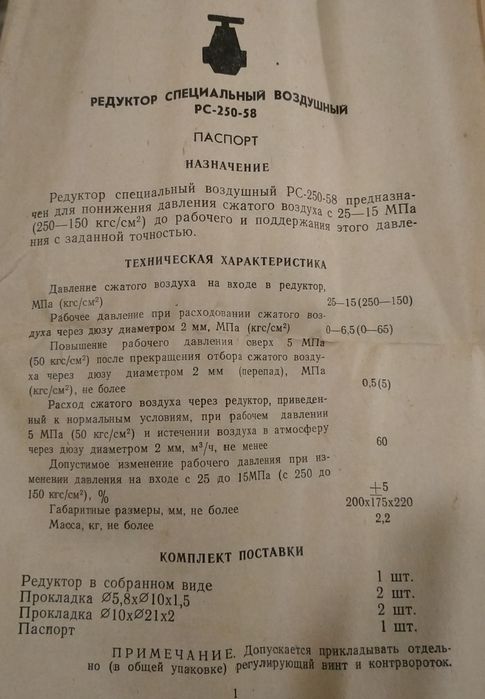 РЕДУКТОР СПЕЦИАЛЬНЫЙ ВОЗДУШНЫЙ
РС-250-58
ПАСПОРТ
НАЗНАЧЕНИЕ
Редуктор специальный воздушный РС-250-58 предназна-
чен для понижения давления сжатого воздуха с 25—15 МПа
(250—150 кгс/см²) до рабочего и поддержания этого давле-
ния с заданной точностью.
ТЕХНИЧЕСКАЯ ХАРАКТЕРИСТИКА
Давление сжатого воздуха на входе в редуктор,
МПа (кгс/см²) 25—15(250—150)
Рабочее давление при расходовании сжатого воз-
духа через дюзу диаметром 2 мм, МПа (кгс/см²) 0—6,5(0—65)
Повышение рабочего давления сверх 5 МПа
(50 кгс/см²) после прекращения отбора сжатого возду-
ха через дюзу диаметром 2 мм (перепад), МПа
(кгс/см²), не более 0,5(5)
Расход сжатого воздуха через редуктор, приведен-
ный к нормальным условиям, при рабочем давлении
5 МПа (50 кгс/см²) и истечении воздуха в атмосферу
через дюзу диаметром 2 мм, м³/ч, не менее 60
Допустимое изменение рабочего давления при из-
менении давления на входе с 25 до 15МПа (с 250 до
150 кгс/см²), % ±5
Габаритные размеры, мм, не более 200х175х220
Масса, кг, не более 2,2
КОМПЛЕКТ ПОСТАВКИ
Редуктор в собранном виде 1 шт.
Прокладка ∅5,8х∅10х1,5 2 шт.
Прокладка ∅10х∅21х2 2 шт.
Паспорт 1 шт.
ПРИМЕЧАНИЕ. Допускается прикладывать отдель-
но (в общей упаковке) регулирующий винт и контрвороток.
1